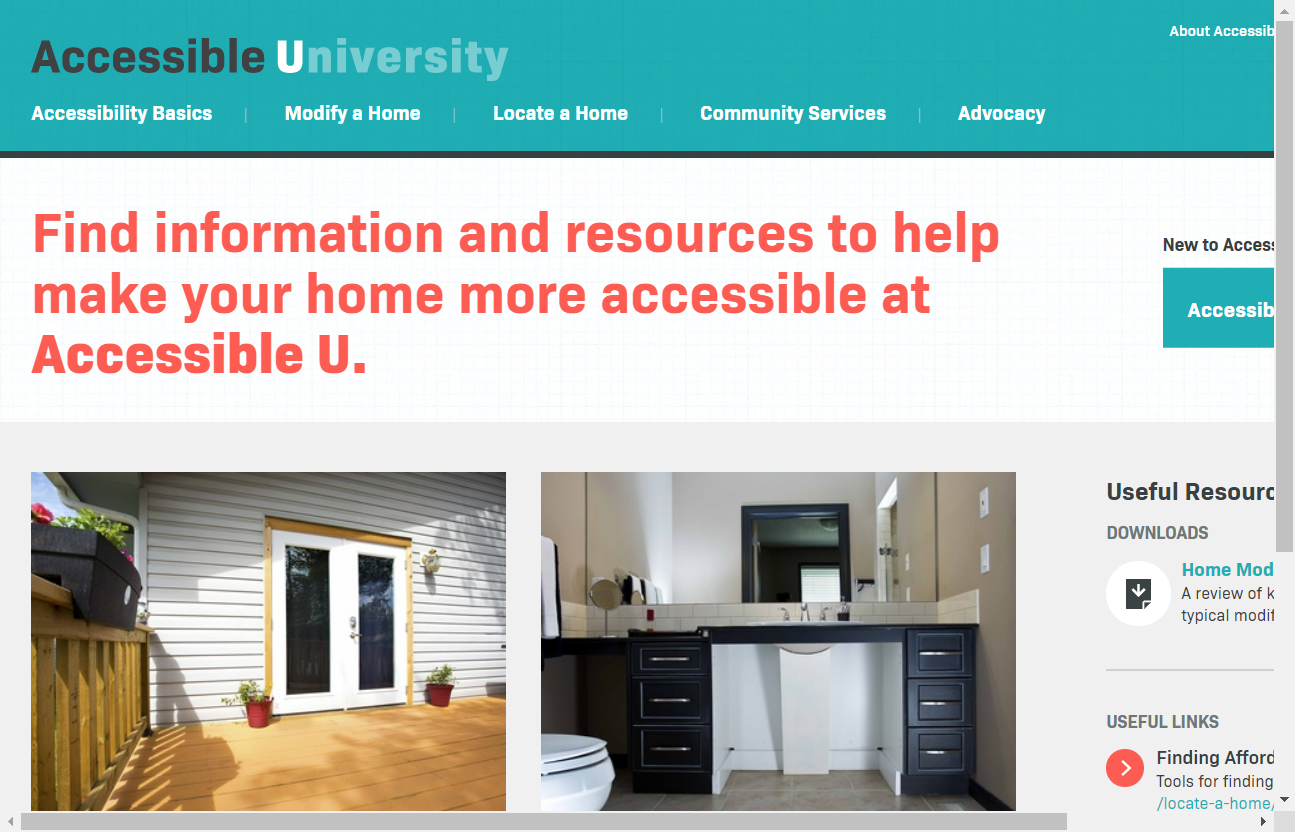 About Accessib
Accessible University
Accessibility Basics
Modify a Home
Locate a Home
Community Services
Advocacy
Find information and resources to help
make your home more accessible at
Accessible U.
New to Access
Accessib
Useful Resourc
DOWNLOADS
Home Mod
A review of k
typical modif
USEFUL LINKS
Finding Afford
Tools for finding
/locate-a-home/